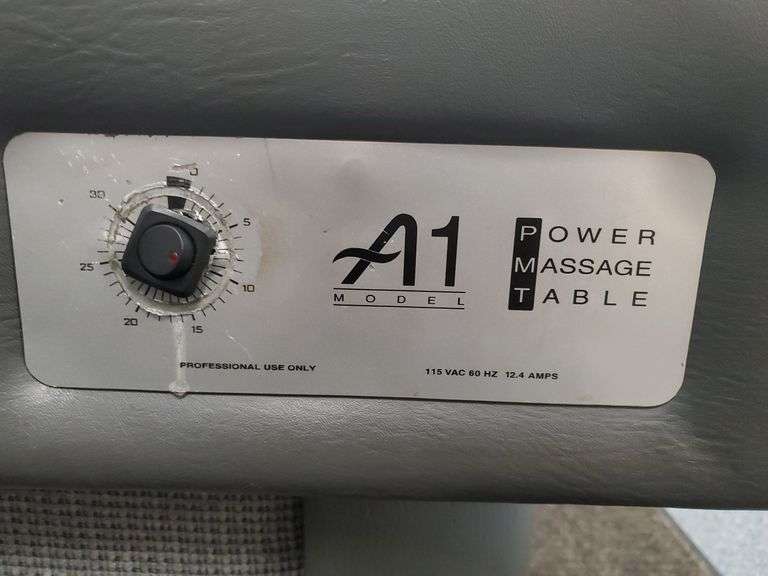 0
5
10
15
20
25
30
A1
MODEL
POWER
MASSAGE
TABLE
PROFESSIONAL USE ONLY
115 VAC 60 HZ 12.4 AMPS